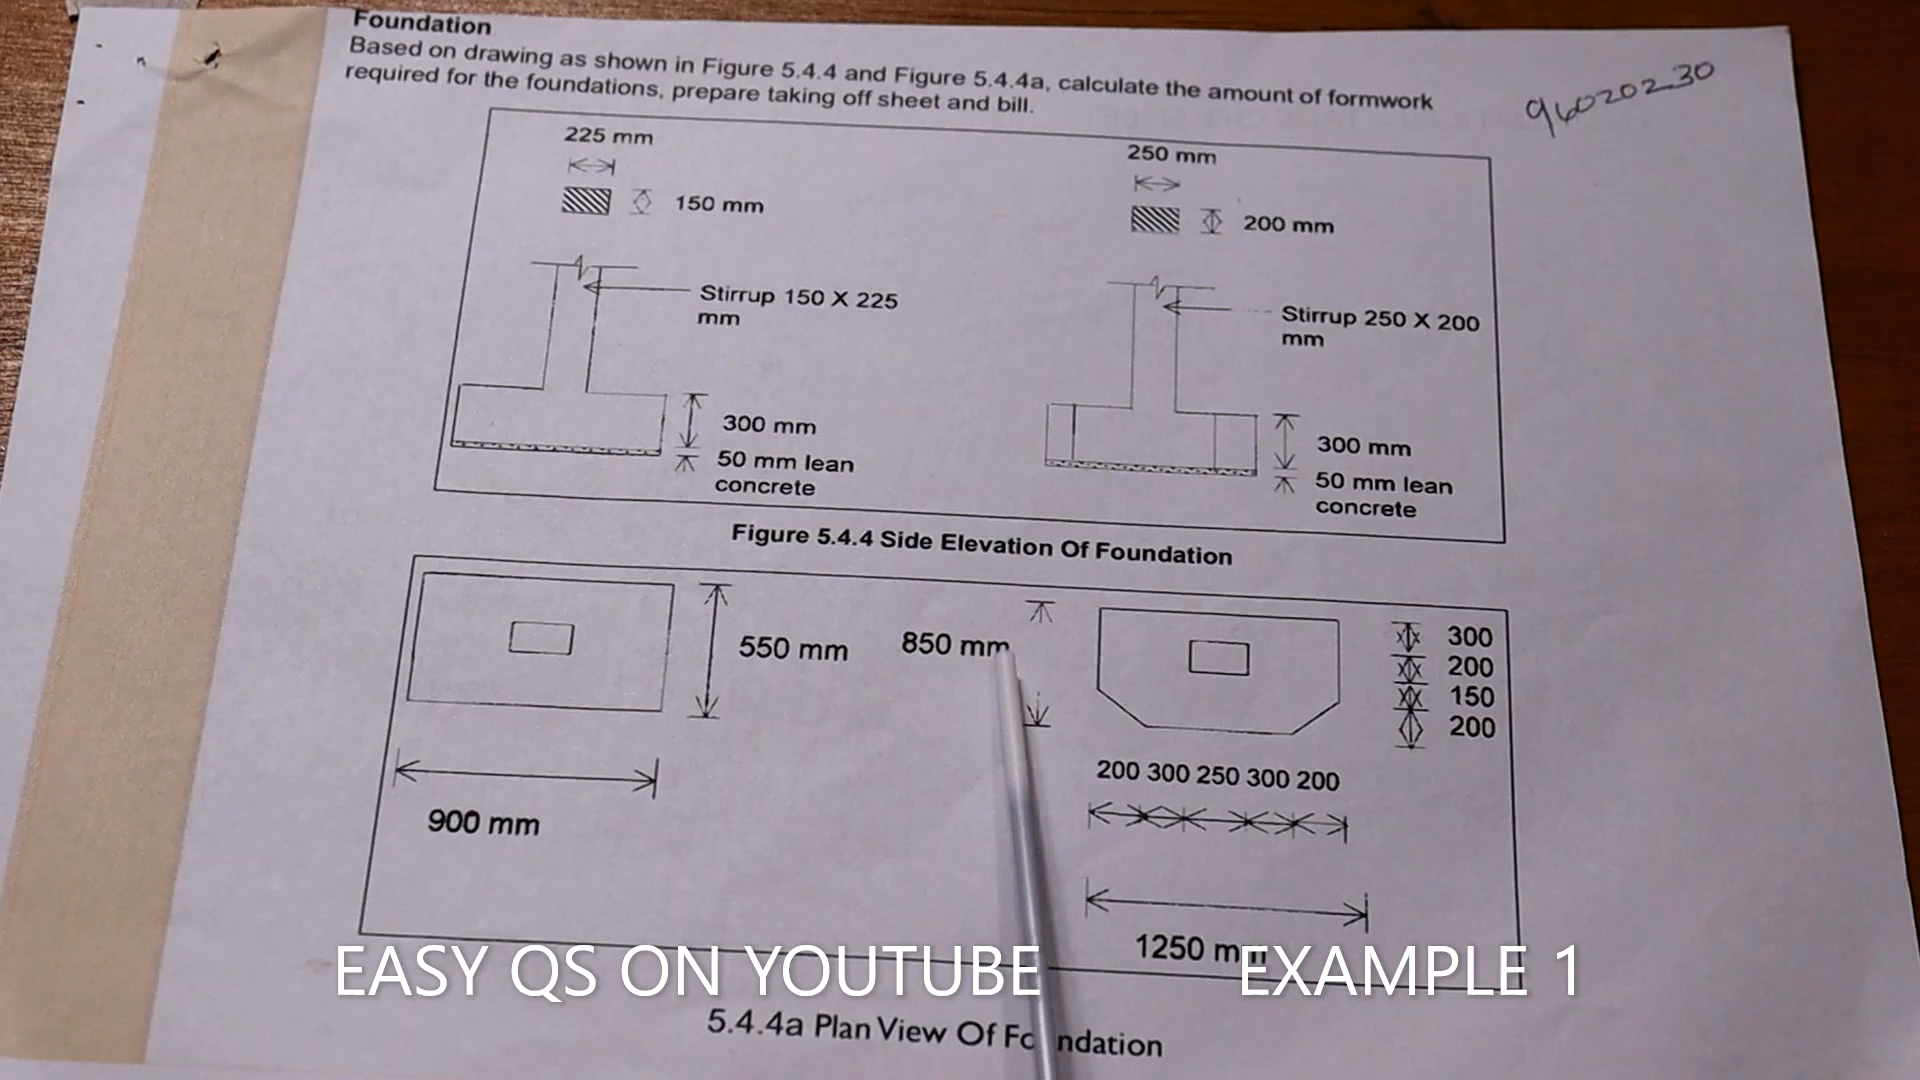 Foundation
Based on drawing as shown in Figure 5.4.4 and Figure 5.4.4a, calculate the amount of formwork
required for the foundations, prepare taking off sheet and bill.
96020230
225 mm
150 mm
250 mm
200 mm
Stirrup 150 X 225
mm
Stirrup 250 X 200
mm
300 mm
50 mm lean
concrete
300 mm
50 mm lean
concrete
Figure 5.4.4 Side Elevation Of Foundation
550 mm
850 mm
300
200
150
200
200 300 250 300 200
900 mm
1250 mm
EASY QS ON YOUTUBE
EXAMPLE 1
5.4.4a Plan View Of Foundation